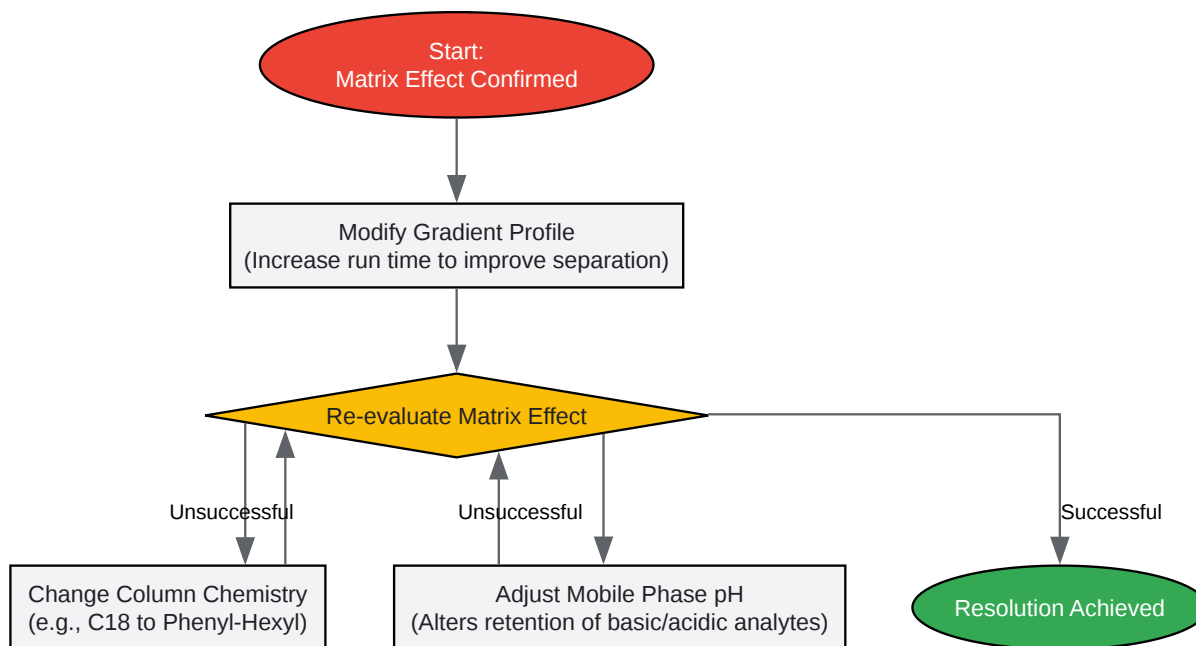 Start:
Matrix Effect Confirmed
Modify Gradient Profile
(Increase run time to improve separation)
Re-evaluate Matrix Effect
Unsuccessful
Unsuccessful
Successful
Change Column Chemistry
(e.g., C18 to Phenyl-Hexyl)
Adjust Mobile Phase pH
(Alters retention of basic/acidic analytes)
Resolution Achieved